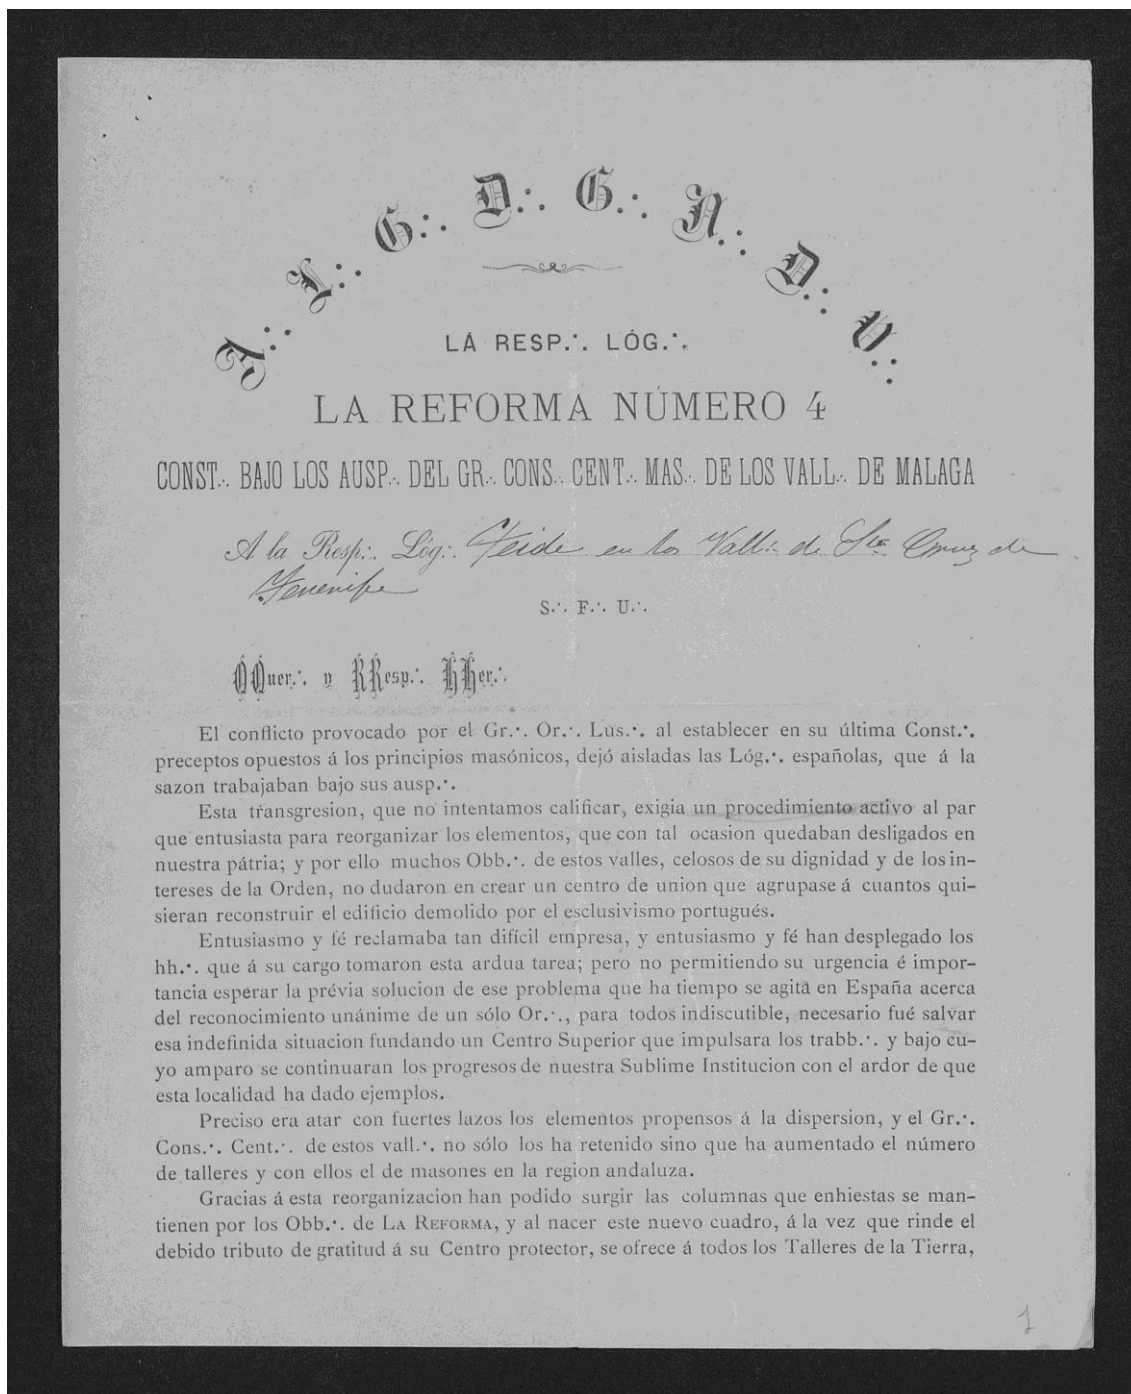 A.·. L.·. G.·. D.·. G.·. A.·. D.·. U.·.
LA RESP.·. LÓG.·.
LA REFORMA NÚMERO 4
CONST.·. BAJO LOS AUSP.·. DEL GR.·. CONS.·. CENT.·. MAS.·. DE LOS VALL.·. DE MALAGA
A la Resp.·. Lóg.·. Teide en los Vall.·. de Sta Cruz de
Tenerife
S.·. F.·. U.·.
QQuer.·. y RResp.·. HHer.·.
El conflicto provocado por el Gr.·. Or.·. Lus.·. al establecer en su última Const.·.
preceptos opuestos á los principios masónicos, dejó aisladas las Lóg.·. españolas, que á la
sazon trabajaban bajo sus ausp.·.
Esta transgresion, que no intentamos calificar, exigia un procedimiento activo al par
que entusiasta para reorganizar los elementos, que con tal ocasion quedaban desligados en
nuestra pátria; y por ello muchos Obb.·. de estos valles, celosos de su dignidad y de los in-
tereses de la Orden, no dudaron en crear un centro de union que agrupase á cuantos qui-
sieran reconstruir el edificio demolido por el esclusivismo portugués.
Entusiasmo y fé reclamaba tan difícil empresa, y entusiasmo y fé han desplegado los
hh.·. que á su cargo tomaron esta ardua tarea; pero no permitiendo su urgencia é impor-
tancia esperar la prévia solucion de ese problema que ha tiempo se agita en España acerca
del reconocimiento unánime de un sólo Or.·., para todos indiscutible, necesario fué salvar
esa indefinida situacion fundando un Centro Superior que impulsara los trabb.·. y bajo cu-
yo amparo se continuaran los progresos de nuestra Sublime Institucion con el ardor de que
esta localidad ha dado ejemplos.
Preciso era atar con fuertes lazos los elementos propensos á la dispersion, y el Gr.·.
Cons.·. Cent.·. de estos vall.·. no sólo los ha retenido sino que ha aumentado el número
de talleres y con ellos el de masones en la region andaluza.
Gracias á esta reorganizacion han podido surgir las columnas que enhiestas se man-
tienen por los Obb.·. de LA REFORMA, y al nacer este nuevo cuadro, á la vez que rinde el
debido tributo de gratitud á su Centro protector, se ofrece á todos los Talleres de la Tierra,
1